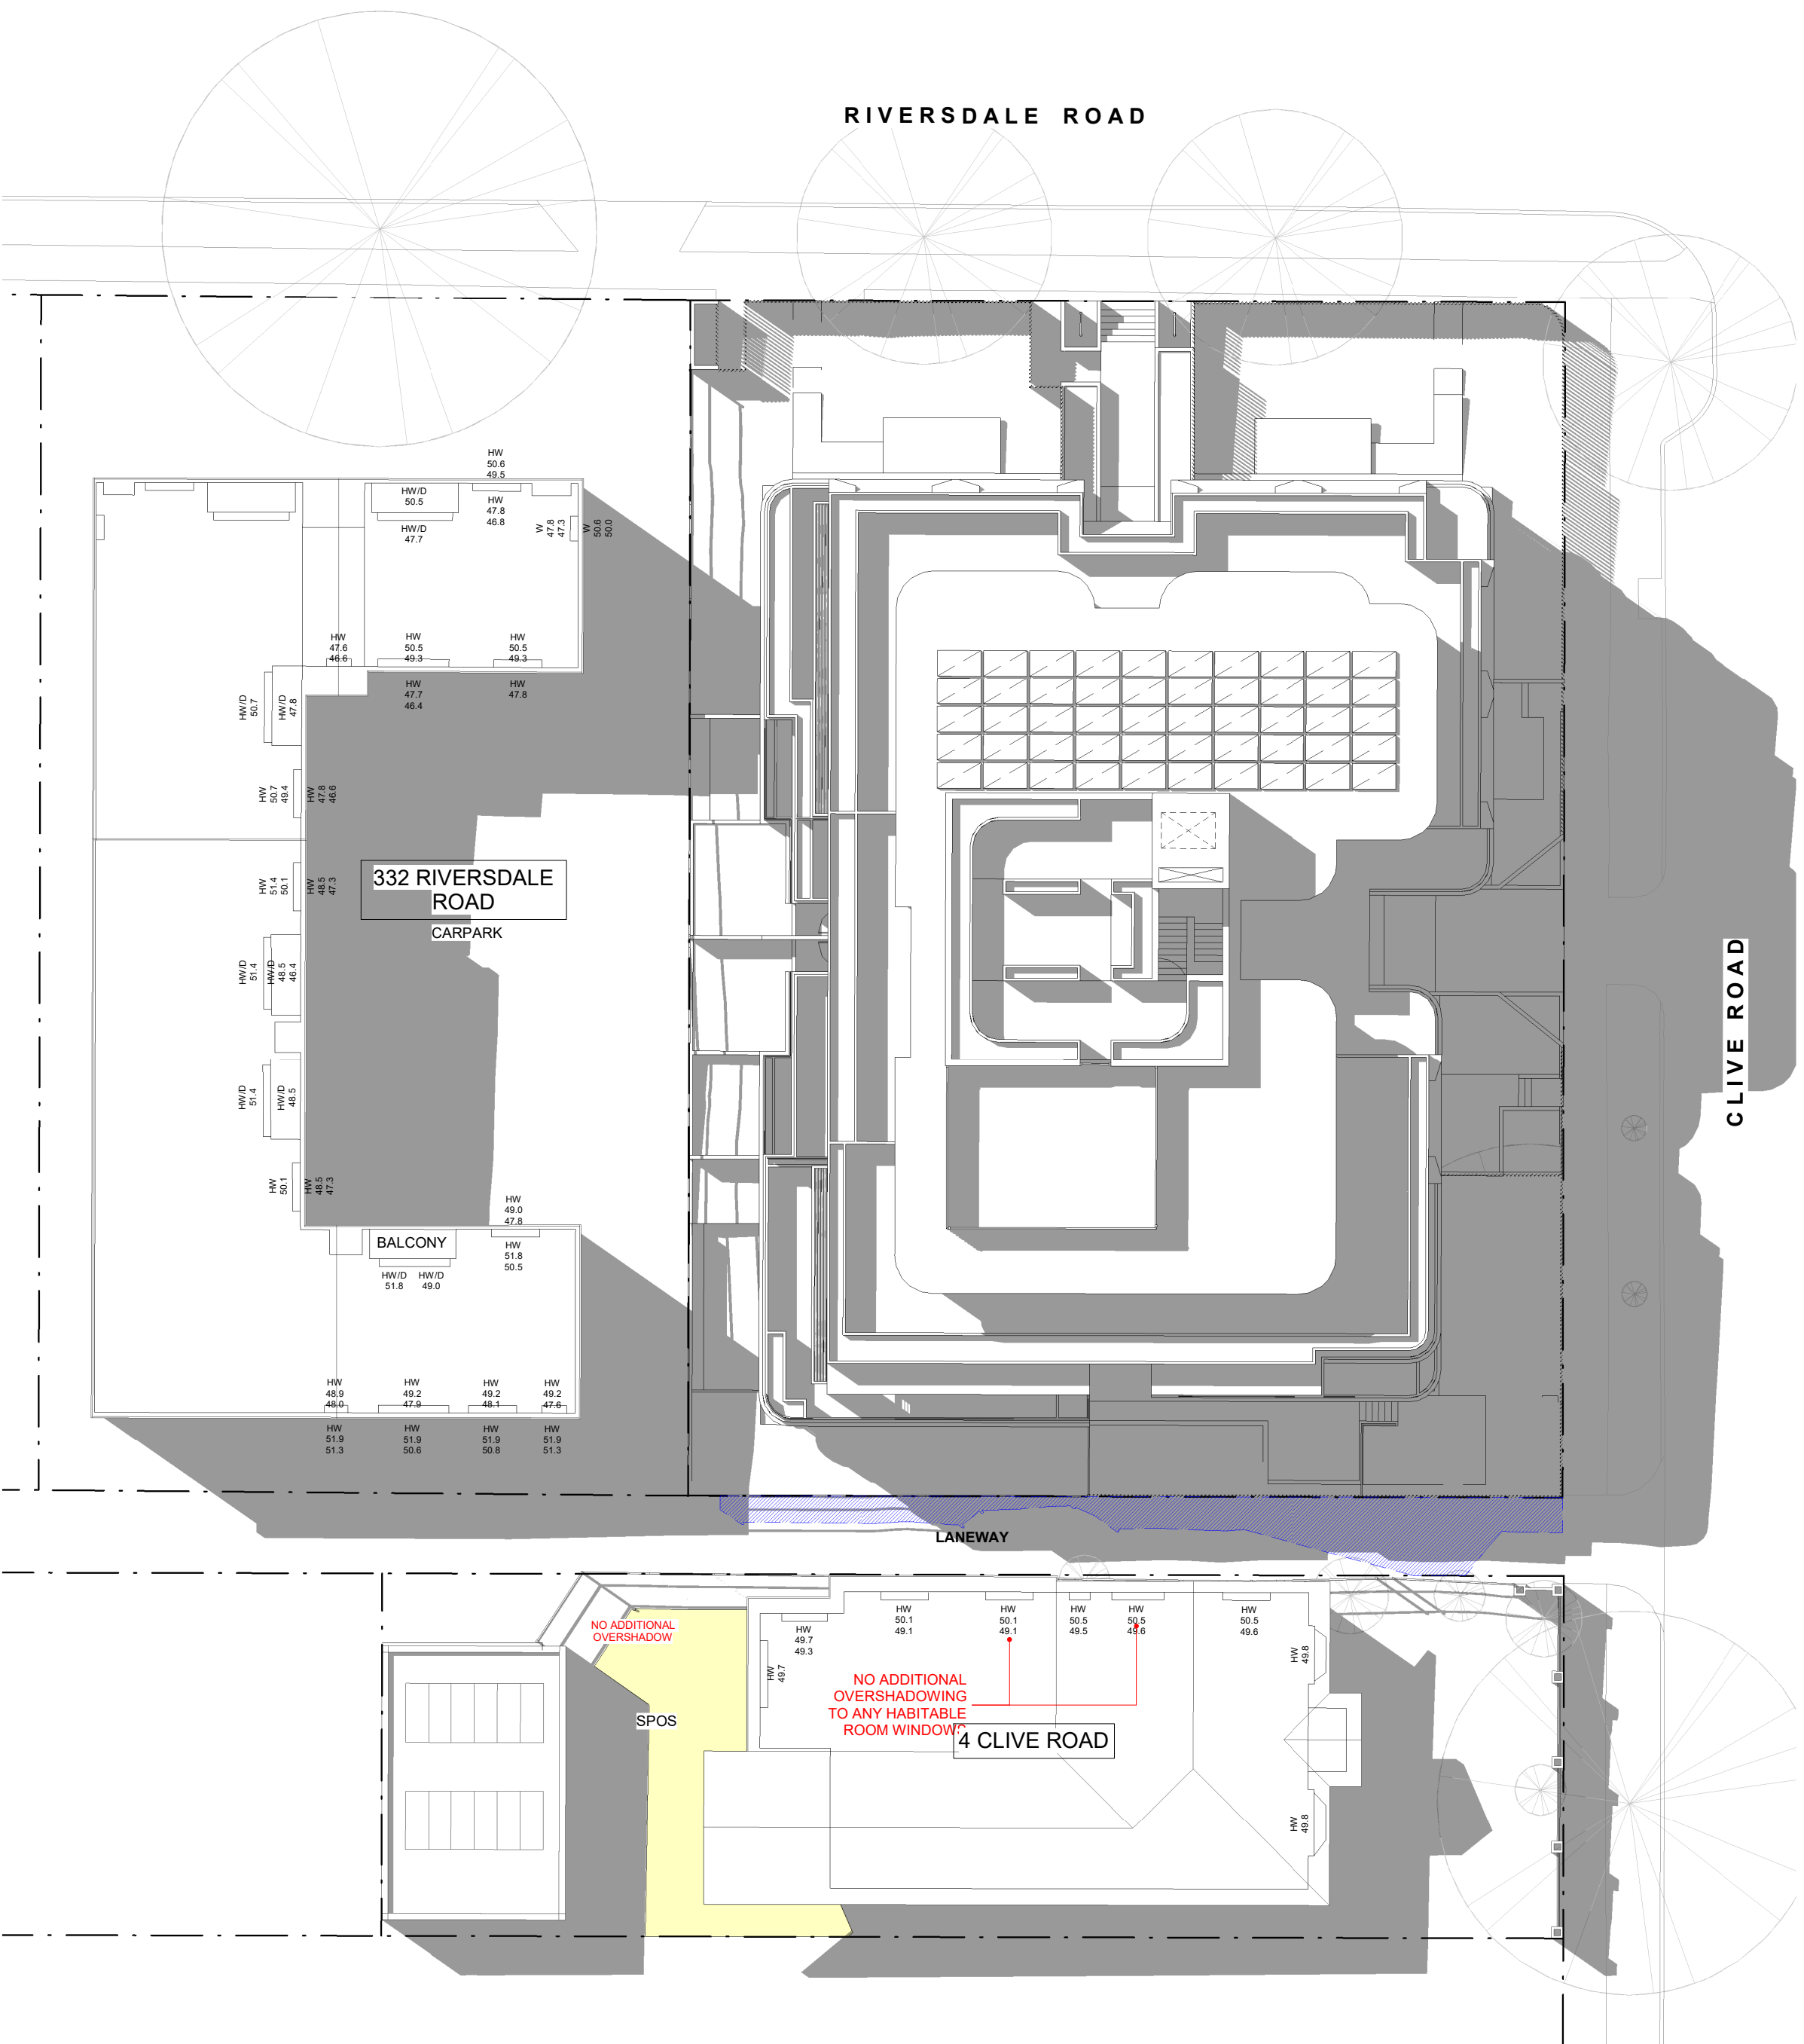 RIVERSDALE ROAD
HW
50.6
49.5
HW/D
50.5
HW
47.8
46.8
HW/D
47.7
W
47.8
47.3
W
50.6
50.0
HW
47.6
46.6
HW
50.5
49.3
HW
50.5
49.3
HW
47.7
46.4
HW
47.8
HW/D
50.7
HW/D
47.8
HW
50.7
49.4
HW
47.8
46.6
HW
51.4
50.1
HW
48.5
47.3
332 RIVERSDALE
ROAD
CARPARK
HW/D
51.4
HW/D
48.5
46.4
CLIVE ROAD
HW/D
51.4
HW/D
48.5
HW
50.1
HW
48.5
47.3
HW
49.0
47.8
BALCONY
HW
51.8
50.5
HW/D
51.8
HW/D
49.0
HW
48.9
48.0
HW
49.2
47.9
HW
49.2
48.1
HW
49.2
47.6
HW
51.9
51.3
HW
51.9
50.6
HW
51.9
50.8
HW
51.9
51.3
LANEWAY
NO ADDITIONAL
OVERSHADOW
HW
49.7
49.3
HW
50.1
49.1
HW
50.1
49.1
HW
50.5
49.5
HW
50.5
49.6
HW
50.5
49.6
HW
49.7
HW
49.8
NO ADDITIONAL
OVERSHADOWING
TO ANY HABITABLE
ROOM WINDOWS
SPOS
4 CLIVE ROAD
HW
49.8